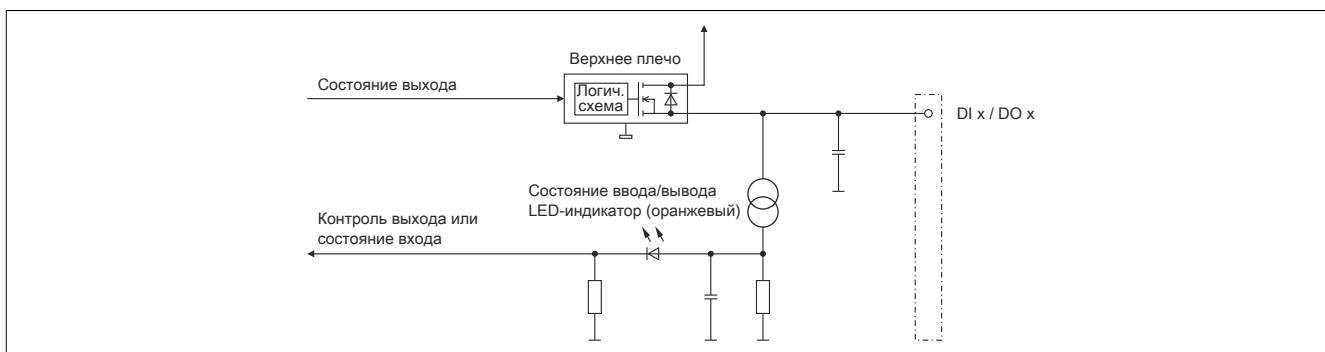 Верхнее плечо
Состояние выхода
Логич.
схема
DI x / DO x
Состояние ввода/вывода
LED-индикатор (оранжевый)
Контроль выхода или
состояние входа